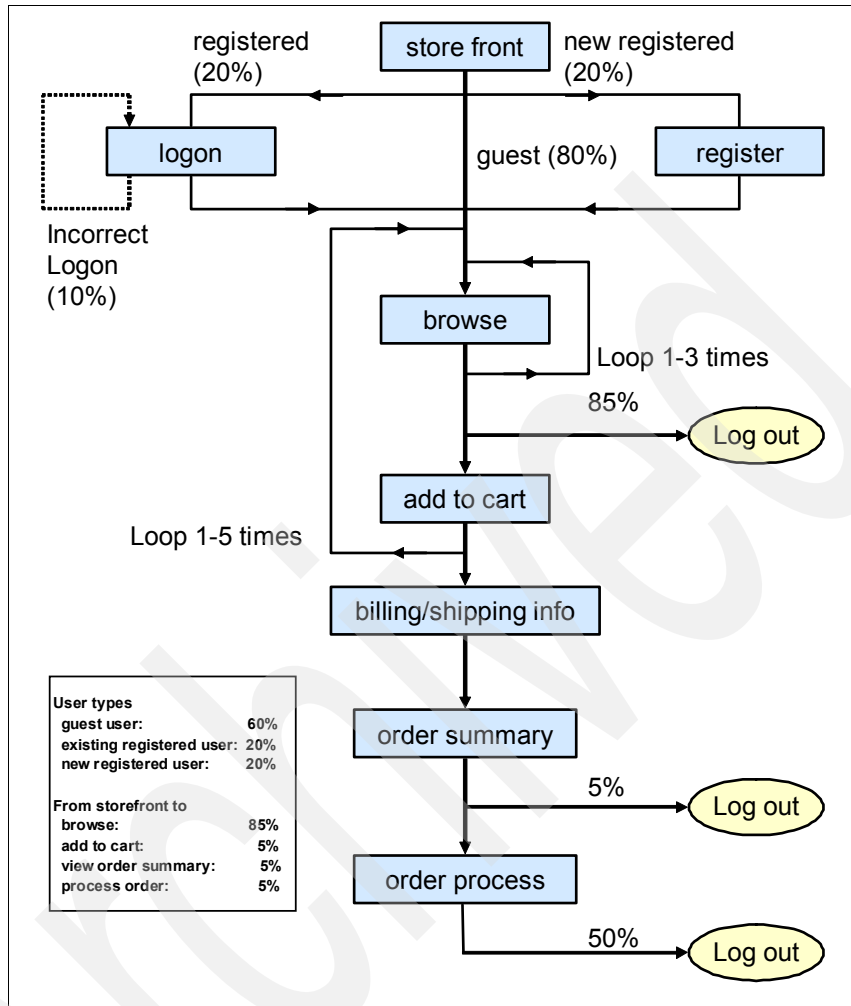 registered
(20%)
store front
new registered
(20%)
logon
guest (80%)
register
Incorrect
Logon
(10%)
browse
Loop 1-3 times
85%
Log out
add to cart
Loop 1-5 times
billing/shipping info
User types
guest user: 60%
existing registered user: 20%
new registered user: 20%
From storefront to
browse: 85%
add to cart: 5%
view order summary: 5%
process order: 5%
order summary
5%
Log out
order process
50%
Log out